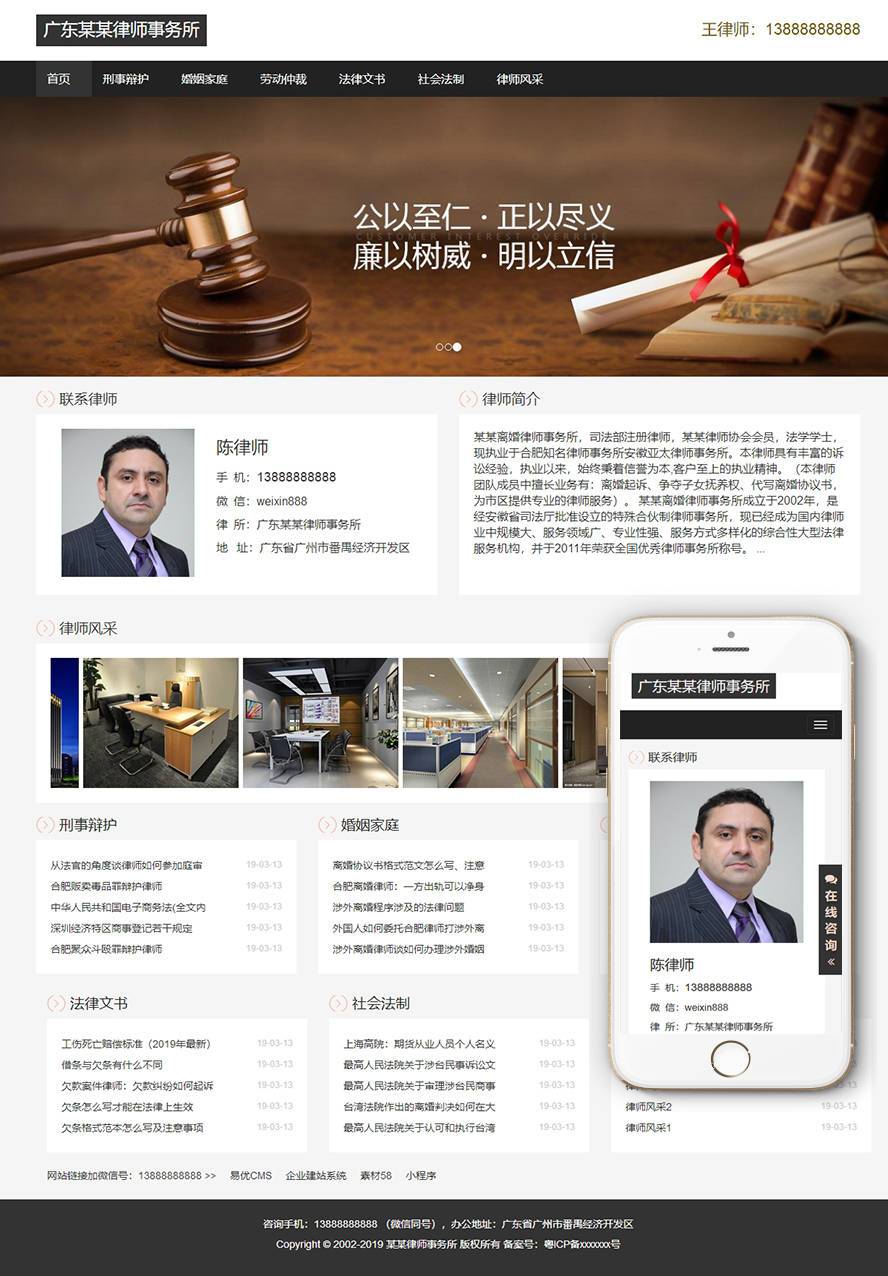 广东某某律师事务所
王律师：13888888888
首页 刑事辩护 婚姻家庭 劳动仲裁 法律文书 社会法制 律师风采
公以至仁 · 正以尽义
CUSTOMER INTEREST OVERRIDE
廉以树威 · 明以立信
联系律师
陈律师
手 机：13888888888
微 信：weixin888
律 所：广东某某律师事务所
地 址：广东省广州市番禺经济开发区
律师简介
某某离婚律师事务所，司法部注册律师，某某律师协会会员，法学学士，
现执业于合肥知名律师事务所安徽亚太律师事务所。本律师具有丰富的诉
讼经验，执业以来，始终秉着信誉为本,客户至上的执业精神。（本律师
团队成员中擅长业务有：离婚起诉、争夺子女抚养权、代写离婚协议书，
为市区提供专业的律师服务）。 某某离婚律师事务所成立于2002年，是
经安徽省司法厅批准设立的特殊合伙制律师事务所，现已经成为国内律师
业中规模大、服务领域广、专业性强、服务方式多样化的综合性大型法律
服务机构，并于2011年荣获全国优秀律师事务所称号。 ...
律师风采
刑事辩护
从法官的角度谈律师如何参加庭审 19-03-13
合肥贩卖毒品罪辩护律师 19-03-13
中华人民共和国电子商务法(全文内 19-03-13
深圳经济特区商事登记若干规定 19-03-13
合肥聚众斗殴罪辩护律师 19-03-13
婚姻家庭
离婚协议书格式范文怎么写、注意 19-03-13
合肥离婚律师：一方出轨可以净身 19-03-13
涉外离婚程序涉及的法律问题 19-03-13
外国人如何委托合肥律师打涉外离 19-03-13
涉外离婚律师谈如何办理涉外婚姻 19-03-13
法律文书
工伤死亡赔偿标准（2019年最新） 19-03-13
借条与欠条有什么不同 19-03-13
欠款案件律师：欠款纠纷如何起诉 19-03-13
欠条怎么写才能在法律上生效 19-03-13
欠条格式范本怎么写及注意事项 19-03-13
社会法制
上海高院：期货从业人员个人名义 19-03-13
最高人民法院关于涉台民事诉讼文 19-03-13
最高人民法院关于审理涉台民商事 19-03-13
台湾法院作出的离婚判决如何在大 19-03-13
最高人民法院关于认可和执行台湾 19-03-13
律师风采2 19-03-13
律师风采1 19-03-13
广东某某律师事务所
联系律师
陈律师
手 机：13888888888
微 信：weixin888
律 所：广东某某律师事务所
在线咨询
网站链接加微信号：13888888888 >> 易优CMS 企业建站系统 素材58 小程序
咨询手机：13888888888 （微信同号），办公地址：广东省广州市番禺经济开发区
Copyright © 2002-2019 某某律师事务所 版权所有 备案号：粤ICP备xxxxxxx号